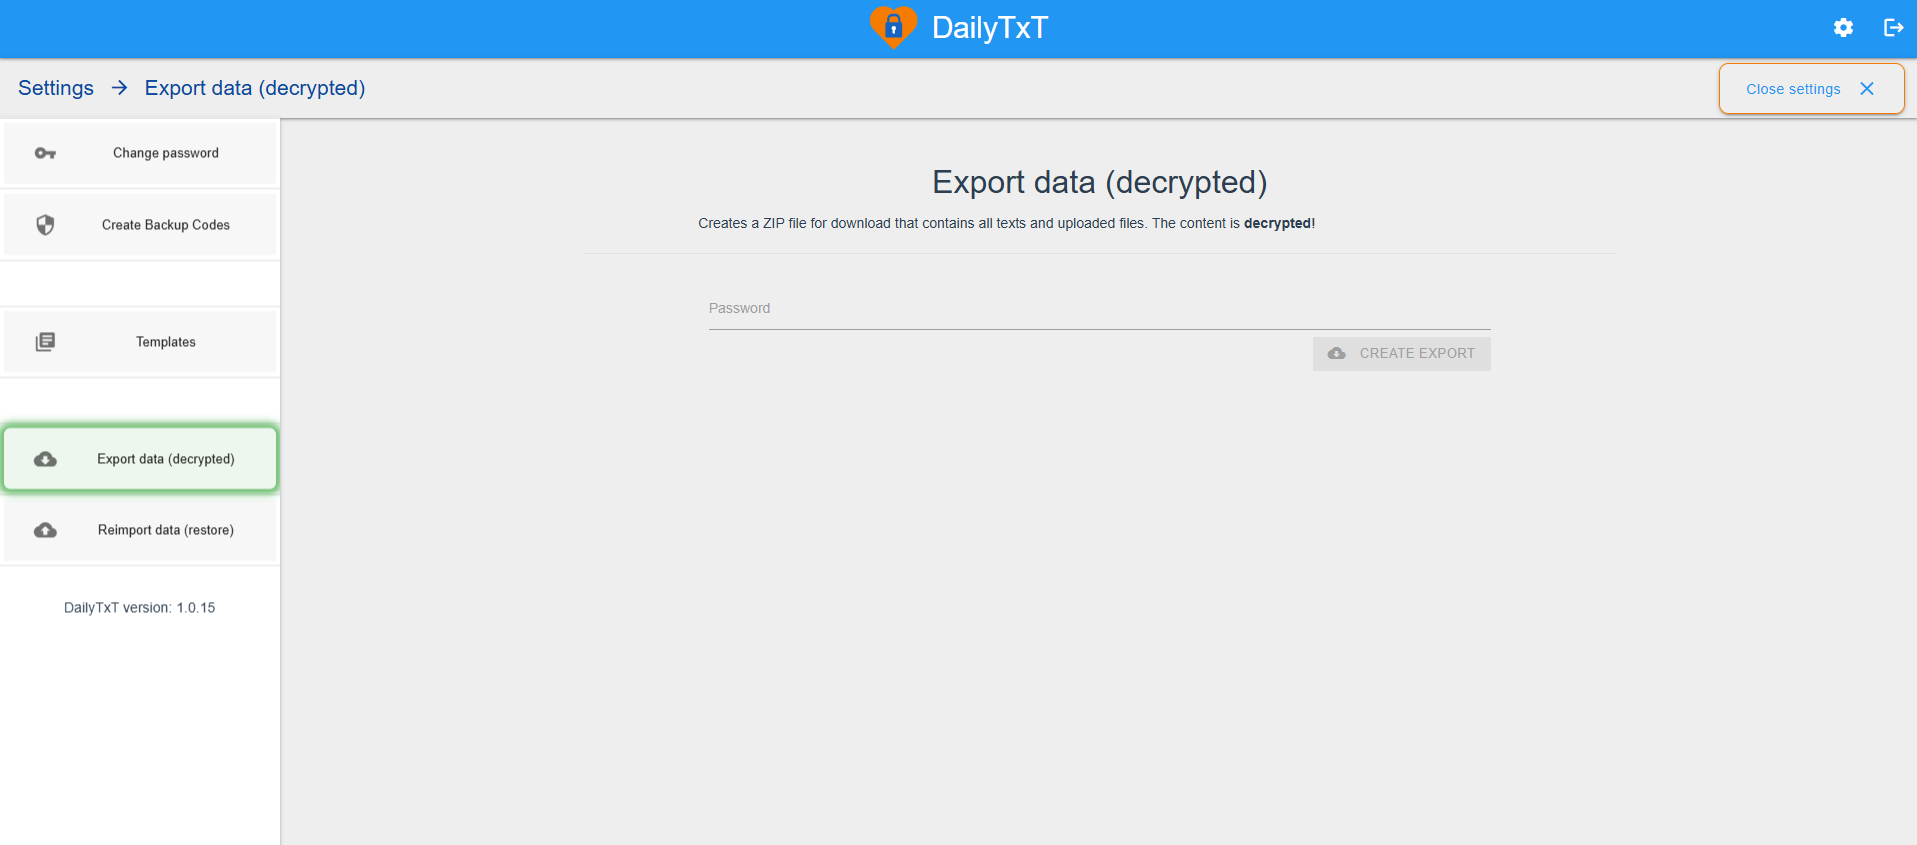 DailyTxT
Settings → Export data (decrypted)
Close settings
Change password
Create Backup Codes
Templates
Export data (decrypted)
Reimport data (restore)
DailyTxT version: 1.0.15
Export data (decrypted)
Creates a ZIP file for download that contains all texts and uploaded files. The content is decrypted!
Password
CREATE EXPORT